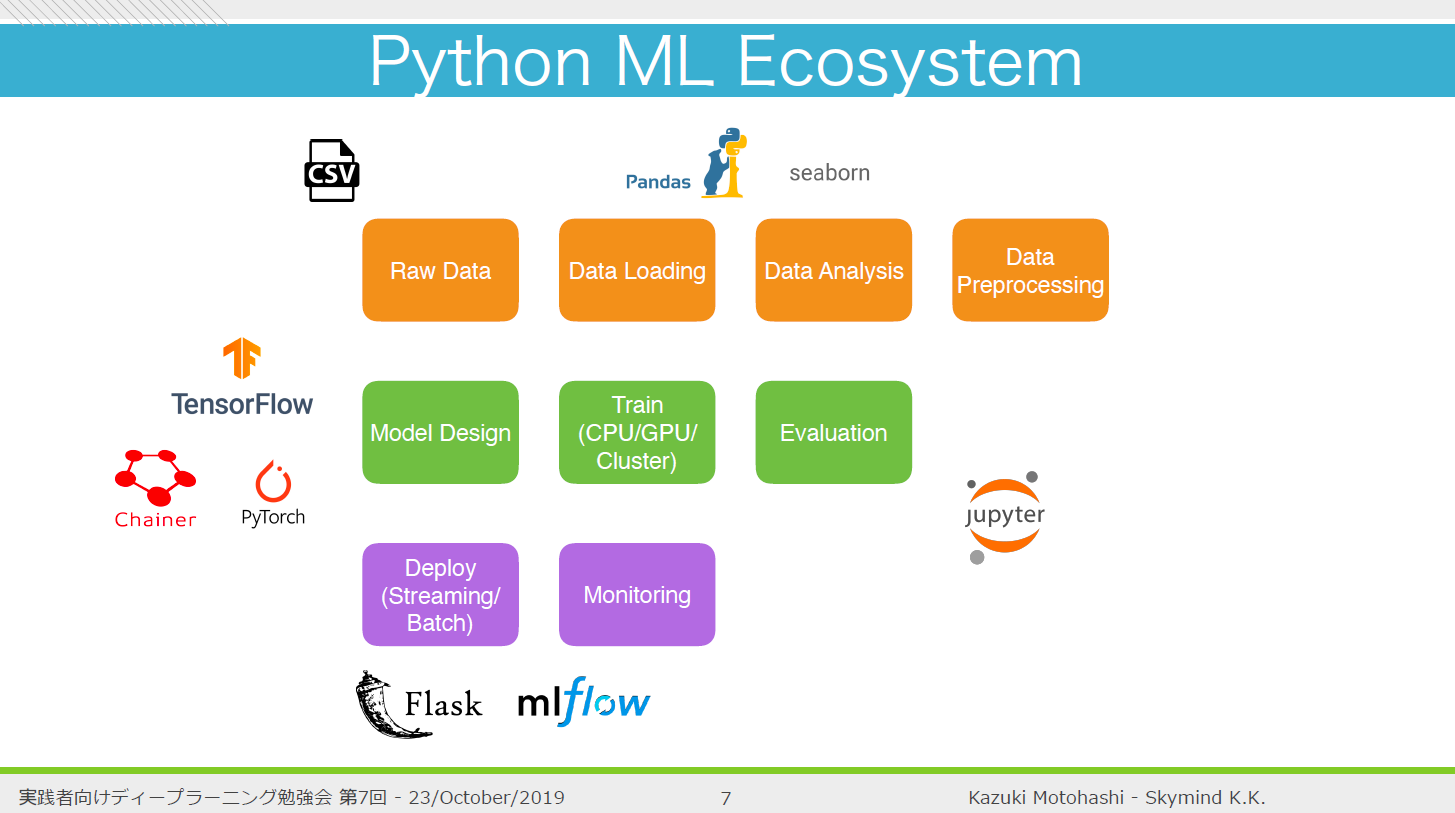 Python ML Ecosystem
CSV
Pandas
seaborn
Raw Data
Data Loading
Data Analysis
Data
Preprocessing
TensorFlow
Model Design
Train
(CPU/GPU/
Cluster)
Evaluation
Chainer
PyTorch
jupyter
Deploy
(Streaming/
Batch)
Monitoring
Flask
mlflow
実践者向けディープラーニング勉強会 第7回 - 23/October/2019
7
Kazuki Motohashi - Skymind K.K.